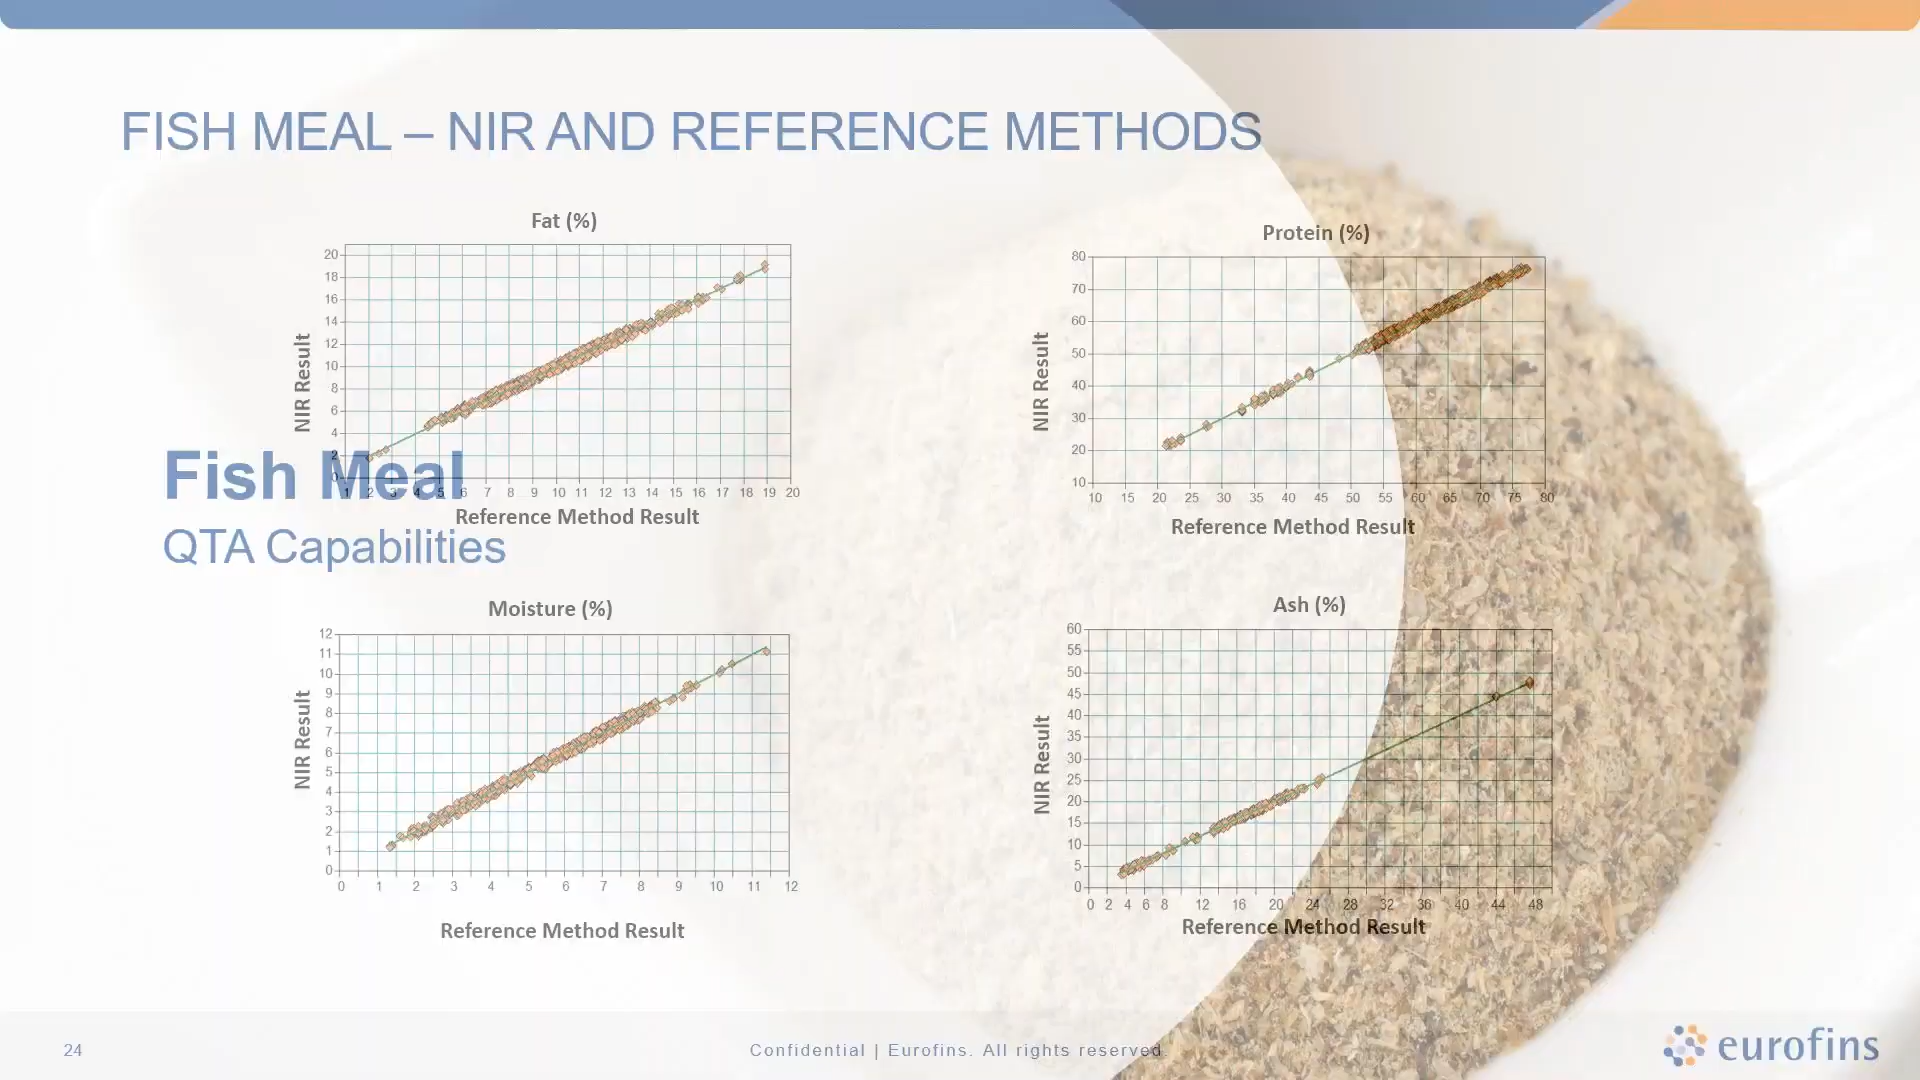 FISH MEAL – NIR AND REFERENCE METHODS
Fat (%)
20
18
16
14
12
10
8
6
4
2
0
NIR Result
1 2 3 4 5 6 7 8 9 10 11 12 13 14 15 16 17 18 19 20
Reference Method Result
Protein (%)
80
70
60
50
40
30
20
10
NIR Result
10 15 20 25 30 35 40 45 50 55 60 65 70 75 80
Reference Method Result
Fish Meal
QTA Capabilities
Moisture (%)
12
11
10
9
8
7
6
5
4
3
2
1
0
NIR Result
0 1 2 3 4 5 6 7 8 9 10 11 12
Reference Method Result
Ash (%)
60
55
50
45
40
35
30
25
20
15
10
5
0
NIR Result
0 2 4 6 8 12 16 20 24 28 32 36 40 44 48
Reference Method Result
24
Confidential | Eurofins. All rights reserved.
eurofins